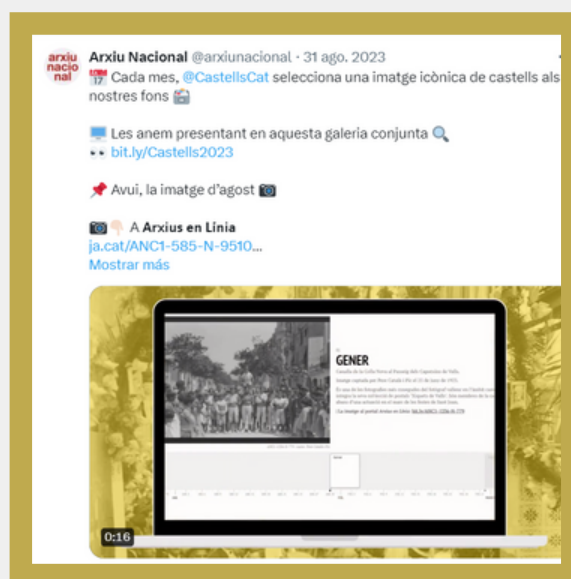 arxiu
nacio
nal
Arxiu Nacional @arxiunacional · 31 ago. 2023
17 Cada mes, @CastellsCat selecciona una imatge icònica de castells als
nostres fons
Les anem presentant en aquesta galeria conjunta
bit.ly/Castells2023
Avui, la imatge d'agost
A Arxius en Línia
ja.cat/ANC1-585-N-9510...
Mostrar más
GENER
0:16